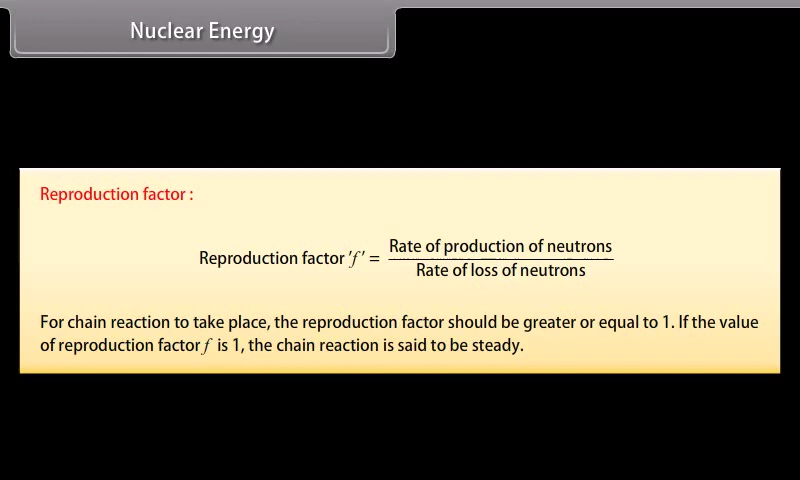 Nuclear Energy
Reproduction factor :
Reproduction factor 'f' = Rate of production of neutrons
Rate of loss of neutrons
For chain reaction to take place, the reproduction factor should be greater or equal to 1. If the value
of reproduction factor f is 1, the chain reaction is said to be steady.